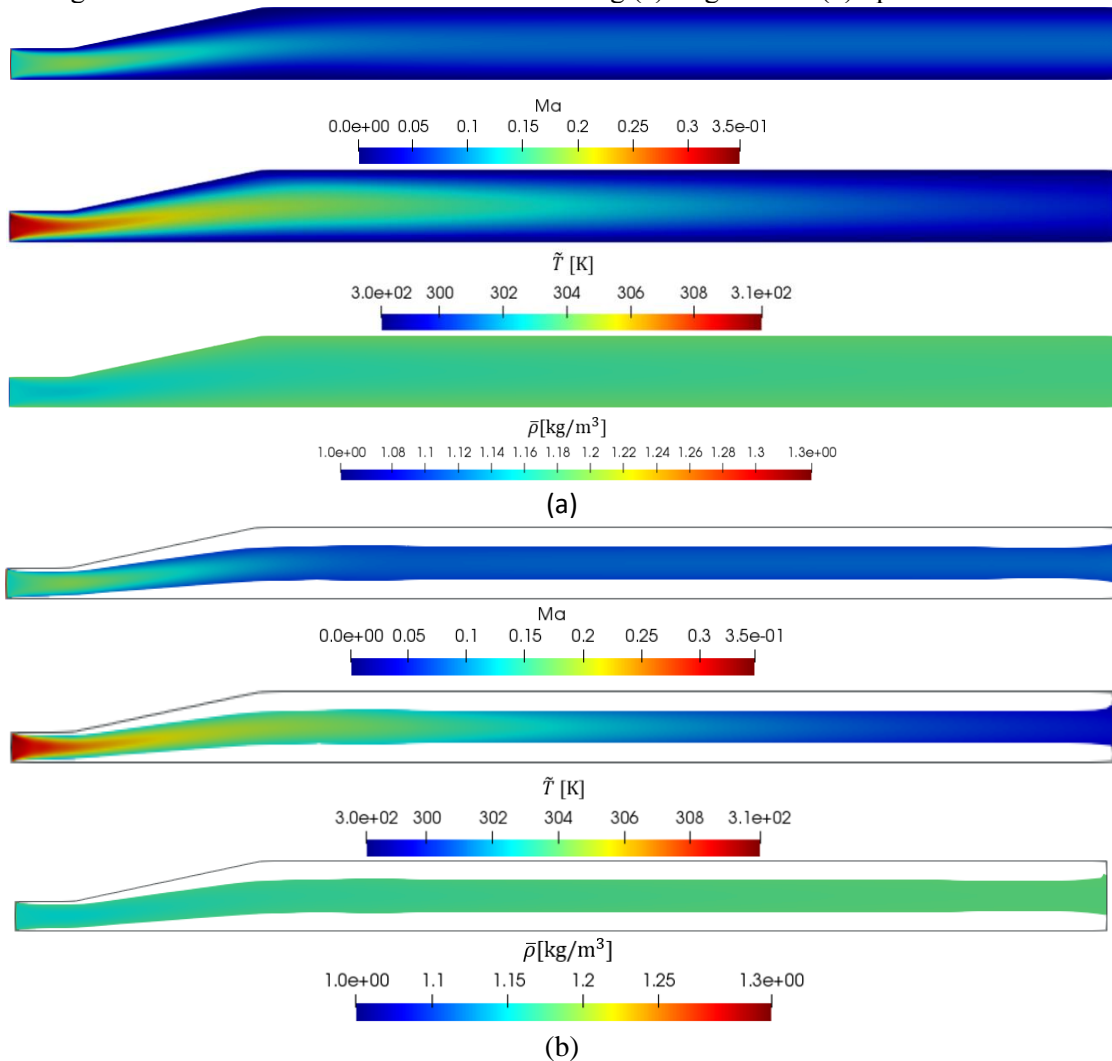 Ma
0.0e+00 0.05 0.1 0.15 0.2 0.25 0.3 3.5e-01
T̃ [K]
3.0e+02 300 302 304 306 308 3.1e+02
ρ̄[kg/m³]
1.0e+00 1.08 1.1 1.12 1.14 1.16 1.18 1.2 1.22 1.24 1.26 1.28 1.3 1.3e+00
(a)
Ma
0.0e+00 0.05 0.1 0.15 0.2 0.25 0.3 3.5e-01
T̃ [K]
3.0e+02 300 302 304 306 308 3.1e+02
ρ̄[kg/m³]
1.0e+00 1.1 1.15 1.2 1.25 1.3e+00
(b)